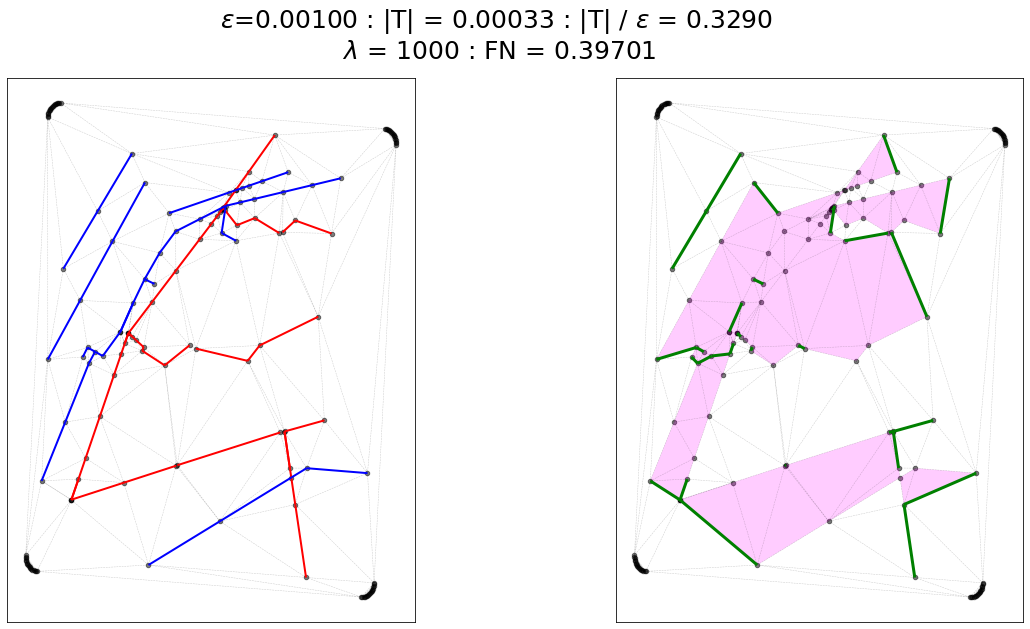 ε=0.00100 : |T| = 0.00033 : |T| / ε = 0.3290
λ = 1000 : FN = 0.39701